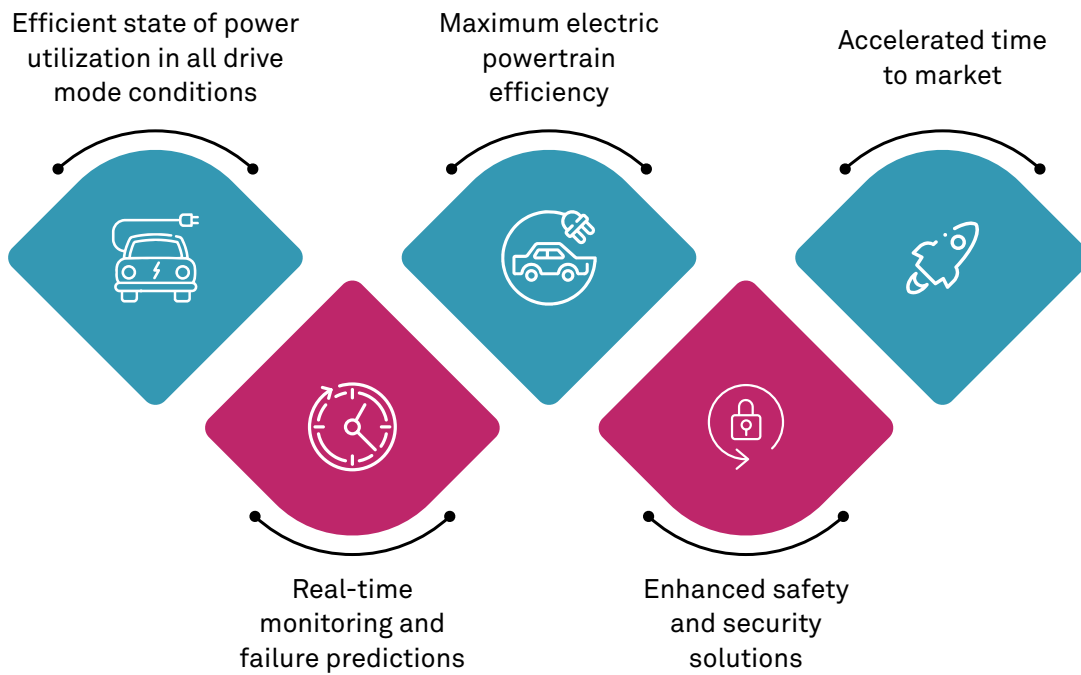 Efficient state of power
utilization in all drive
mode conditions
Maximum electric
powertrain
efficiency
Accelerated time
to market
Real-time
monitoring and
failure predictions
Enhanced safety
and security
solutions